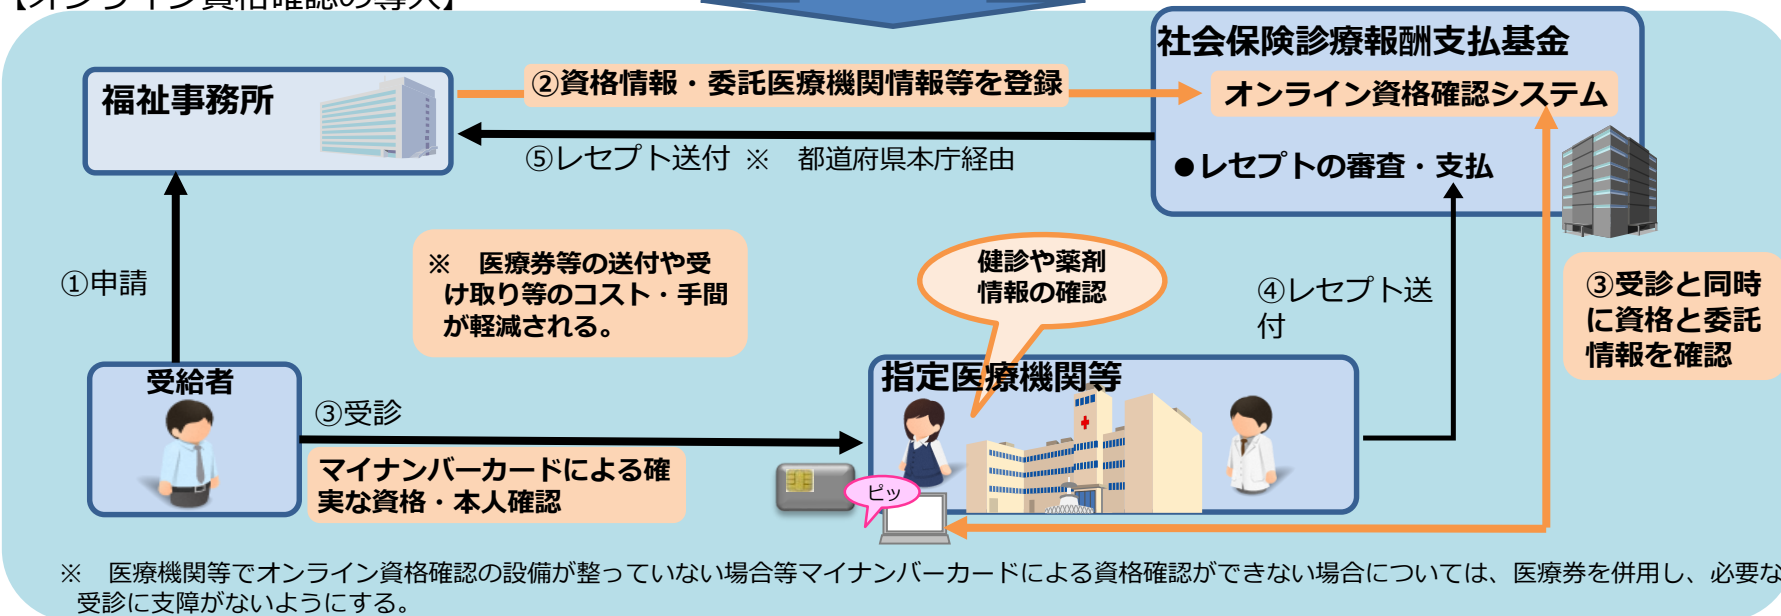 【オンライン資格確認の導入】
社会保険診療報酬支払基金
福祉事務所
②資格情報・委託医療機関情報等を登録
オンライン資格確認システム
⑤レセプト送付 ※　都道府県本庁経由
●レセプトの審査・支払
①申請
※　医療券等の送付や受
け取り等のコスト・手間
が軽減される。
健診や薬剤
情報の確認
④レセプト送
付
③受診と同時
に資格と委託
情報を確認
受給者
指定医療機関等
③受診
マイナンバーカードによる確
実な資格・本人確認
ピッ
※　医療機関等でオンライン資格確認の設備が整っていない場合等マイナンバーカードによる資格確認ができない場合については、医療券を併用し、必要な
受診に支障がないようにする。